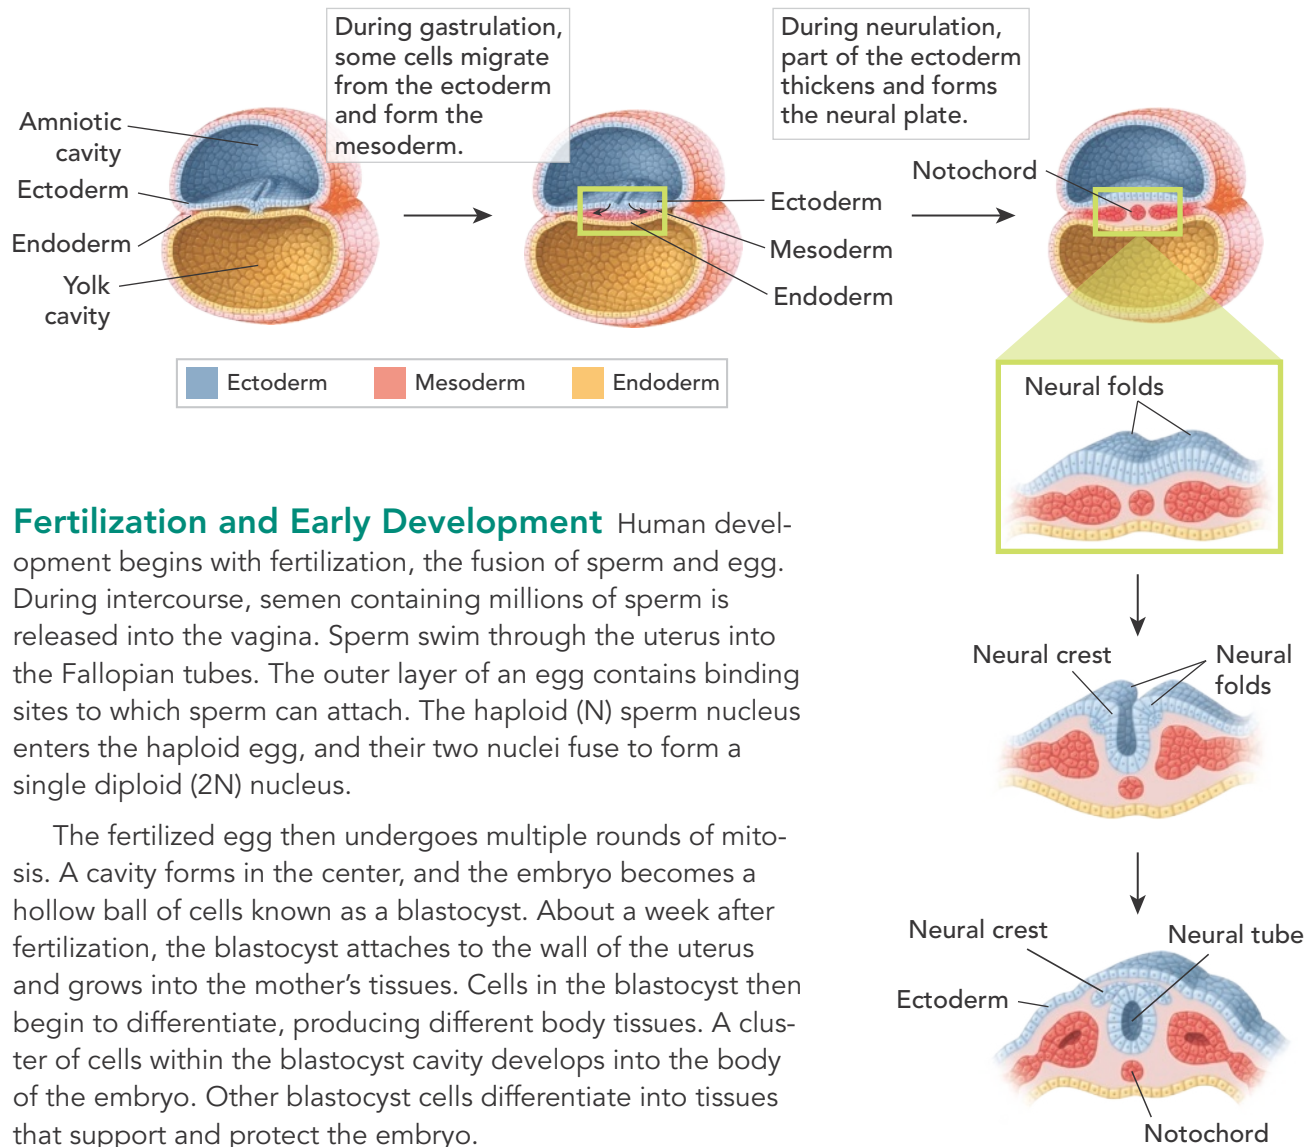 During gastrulation,
some cells migrate
from the ectoderm
and form the
mesoderm.
During neurulation,
part of the ectoderm
thickens and forms
the neural plate.
Amniotic
cavity
Ectoderm
Endoderm
Yolk
cavity
Ectoderm
Mesoderm
Endoderm
Notochord
Ectoderm
Mesoderm
Endoderm
Neural folds
Fertilization and Early Development Human devel-
opment begins with fertilization, the fusion of sperm and egg.
During intercourse, semen containing millions of sperm is
released into the vagina. Sperm swim through the uterus into
the Fallopian tubes. The outer layer of an egg contains binding
sites to which sperm can attach. The haploid (N) sperm nucleus
enters the haploid egg, and their two nuclei fuse to form a
single diploid (2N) nucleus.
The fertilized egg then undergoes multiple rounds of mito-
sis. A cavity forms in the center, and the embryo becomes a
hollow ball of cells known as a blastocyst. About a week after
fertilization, the blastocyst attaches to the wall of the uterus
and grows into the mother's tissues. Cells in the blastocyst then
begin to differentiate, producing different body tissues. A clus-
ter of cells within the blastocyst cavity develops into the body
of the embryo. Other blastocyst cells differentiate into tissues
that support and protect the embryo.
Neural crest
Neural
folds
Neural crest
Neural tube
Ectoderm
Notochord